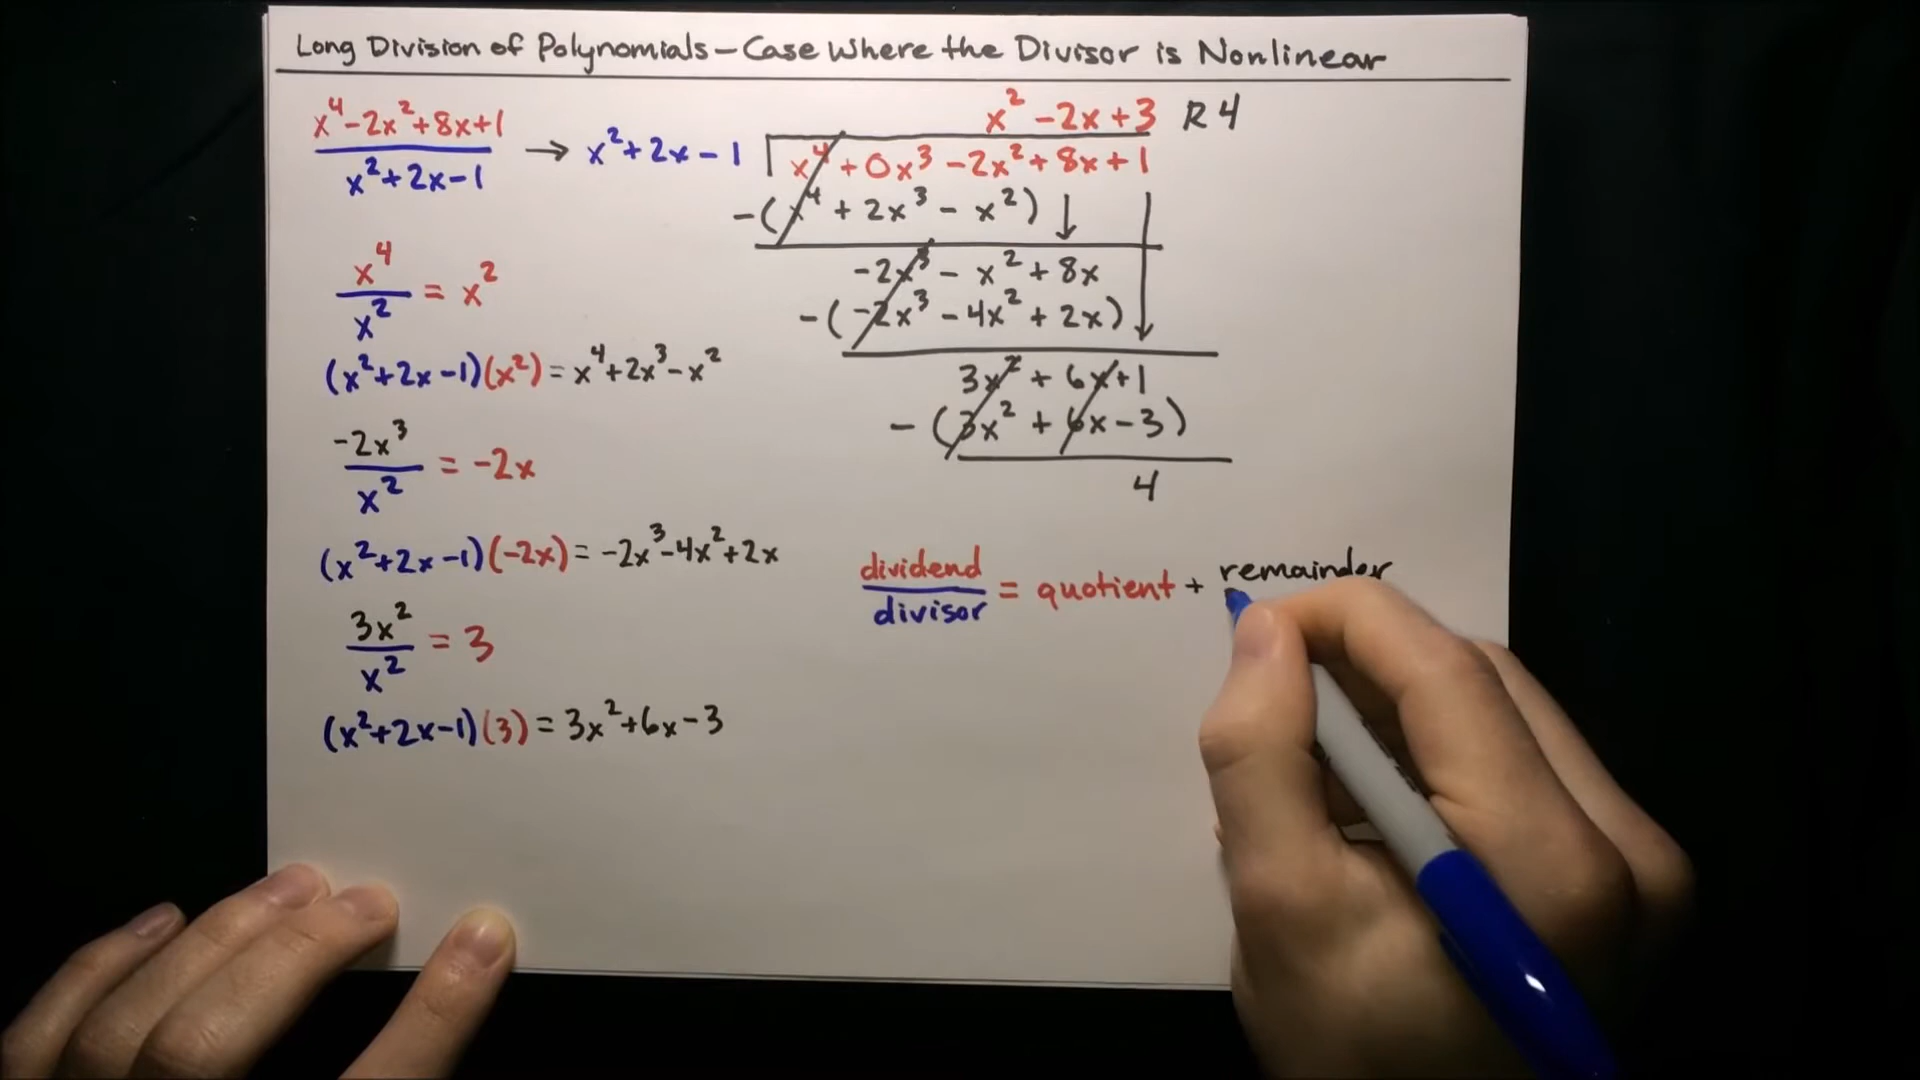 Long Division of Polynomials – Case Where the Divisor is Nonlinear
x⁴-2x²+8x+1
x²+2x-1
→ x²+2x-1
x²-2x+3 R 4
x⁴+0x³-2x²+8x+1
-(x⁴+2x³-x²) ↓
-2x³-x²+8x
-(-2x³-4x²+2x)
3x²+6x+1
-(3x²+6x-3)
4
x⁴
x²
= x²
(x²+2x-1)(x²)=x⁴+2x³-x²
-2x³
x²
= -2x
(x²+2x-1)(-2x)=-2x³-4x²+2x
3x²
x²
= 3
(x²+2x-1)(3)=3x²+6x-3
dividend
divisor
= quotient + remainder